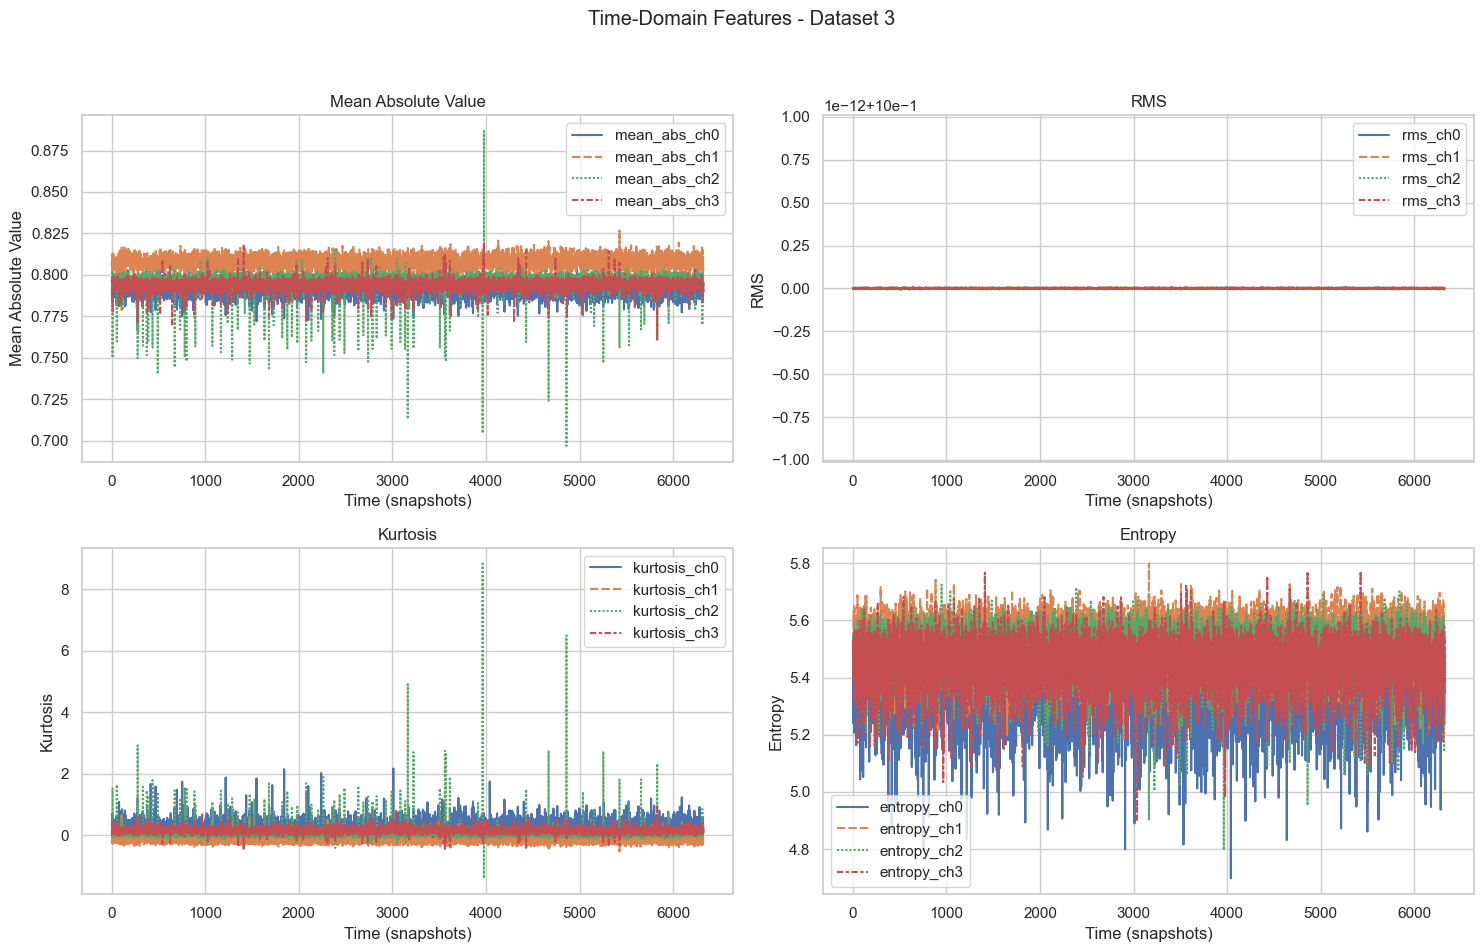 Time-Domain Features - Dataset 3
Mean Absolute Value
Mean Absolute Value
0.875
0.850
0.825
0.800
0.775
0.750
0.725
0.700
mean_abs_ch0
mean_abs_ch1
mean_abs_ch2
mean_abs_ch3
0 1000 2000 3000 4000 5000 6000
Time (snapshots)
RMS
1e−12+10e−1
RMS
1.00
0.75
0.50
0.25
0.00
−0.25
−0.50
−0.75
−1.00
rms_ch0
rms_ch1
rms_ch2
rms_ch3
0 1000 2000 3000 4000 5000 6000
Time (snapshots)
Kurtosis
Kurtosis
8
6
4
2
0
kurtosis_ch0
kurtosis_ch1
kurtosis_ch2
kurtosis_ch3
0 1000 2000 3000 4000 5000 6000
Time (snapshots)
Entropy
Entropy
5.8
5.6
5.4
5.2
5.0
4.8
entropy_ch0
entropy_ch1
entropy_ch2
entropy_ch3
0 1000 2000 3000 4000 5000 6000
Time (snapshots)